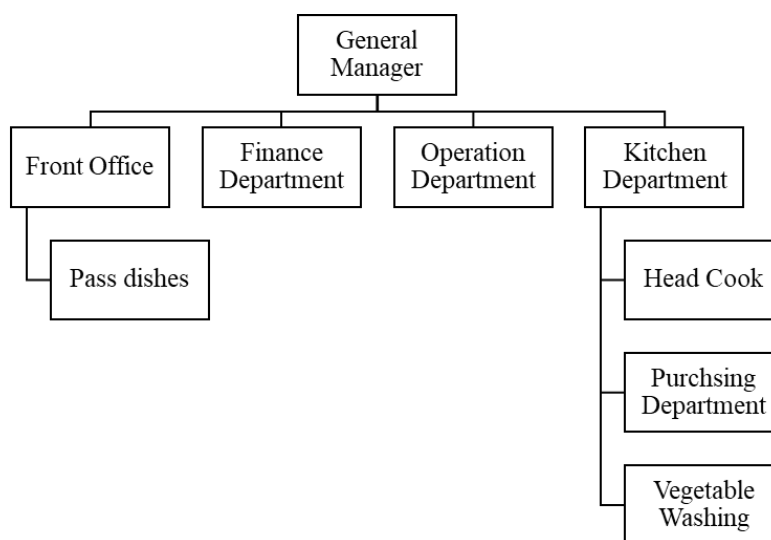 General
Manager
Front Office
Finance
Department
Operation
Department
Kitchen
Department
Pass dishes
Head Cook
Purchsing
Department
Vegetable
Washing